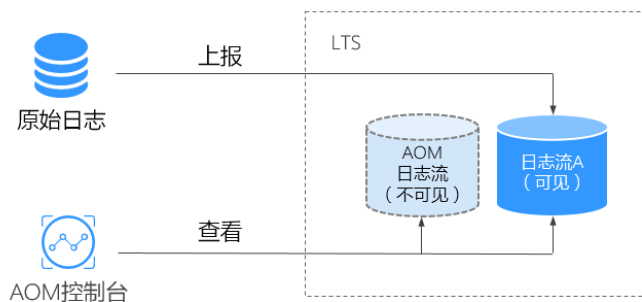 LTS
上报
原始日志
AOM
日志流
（不可见）
日志流A
（可见）
查看
AOM控制台